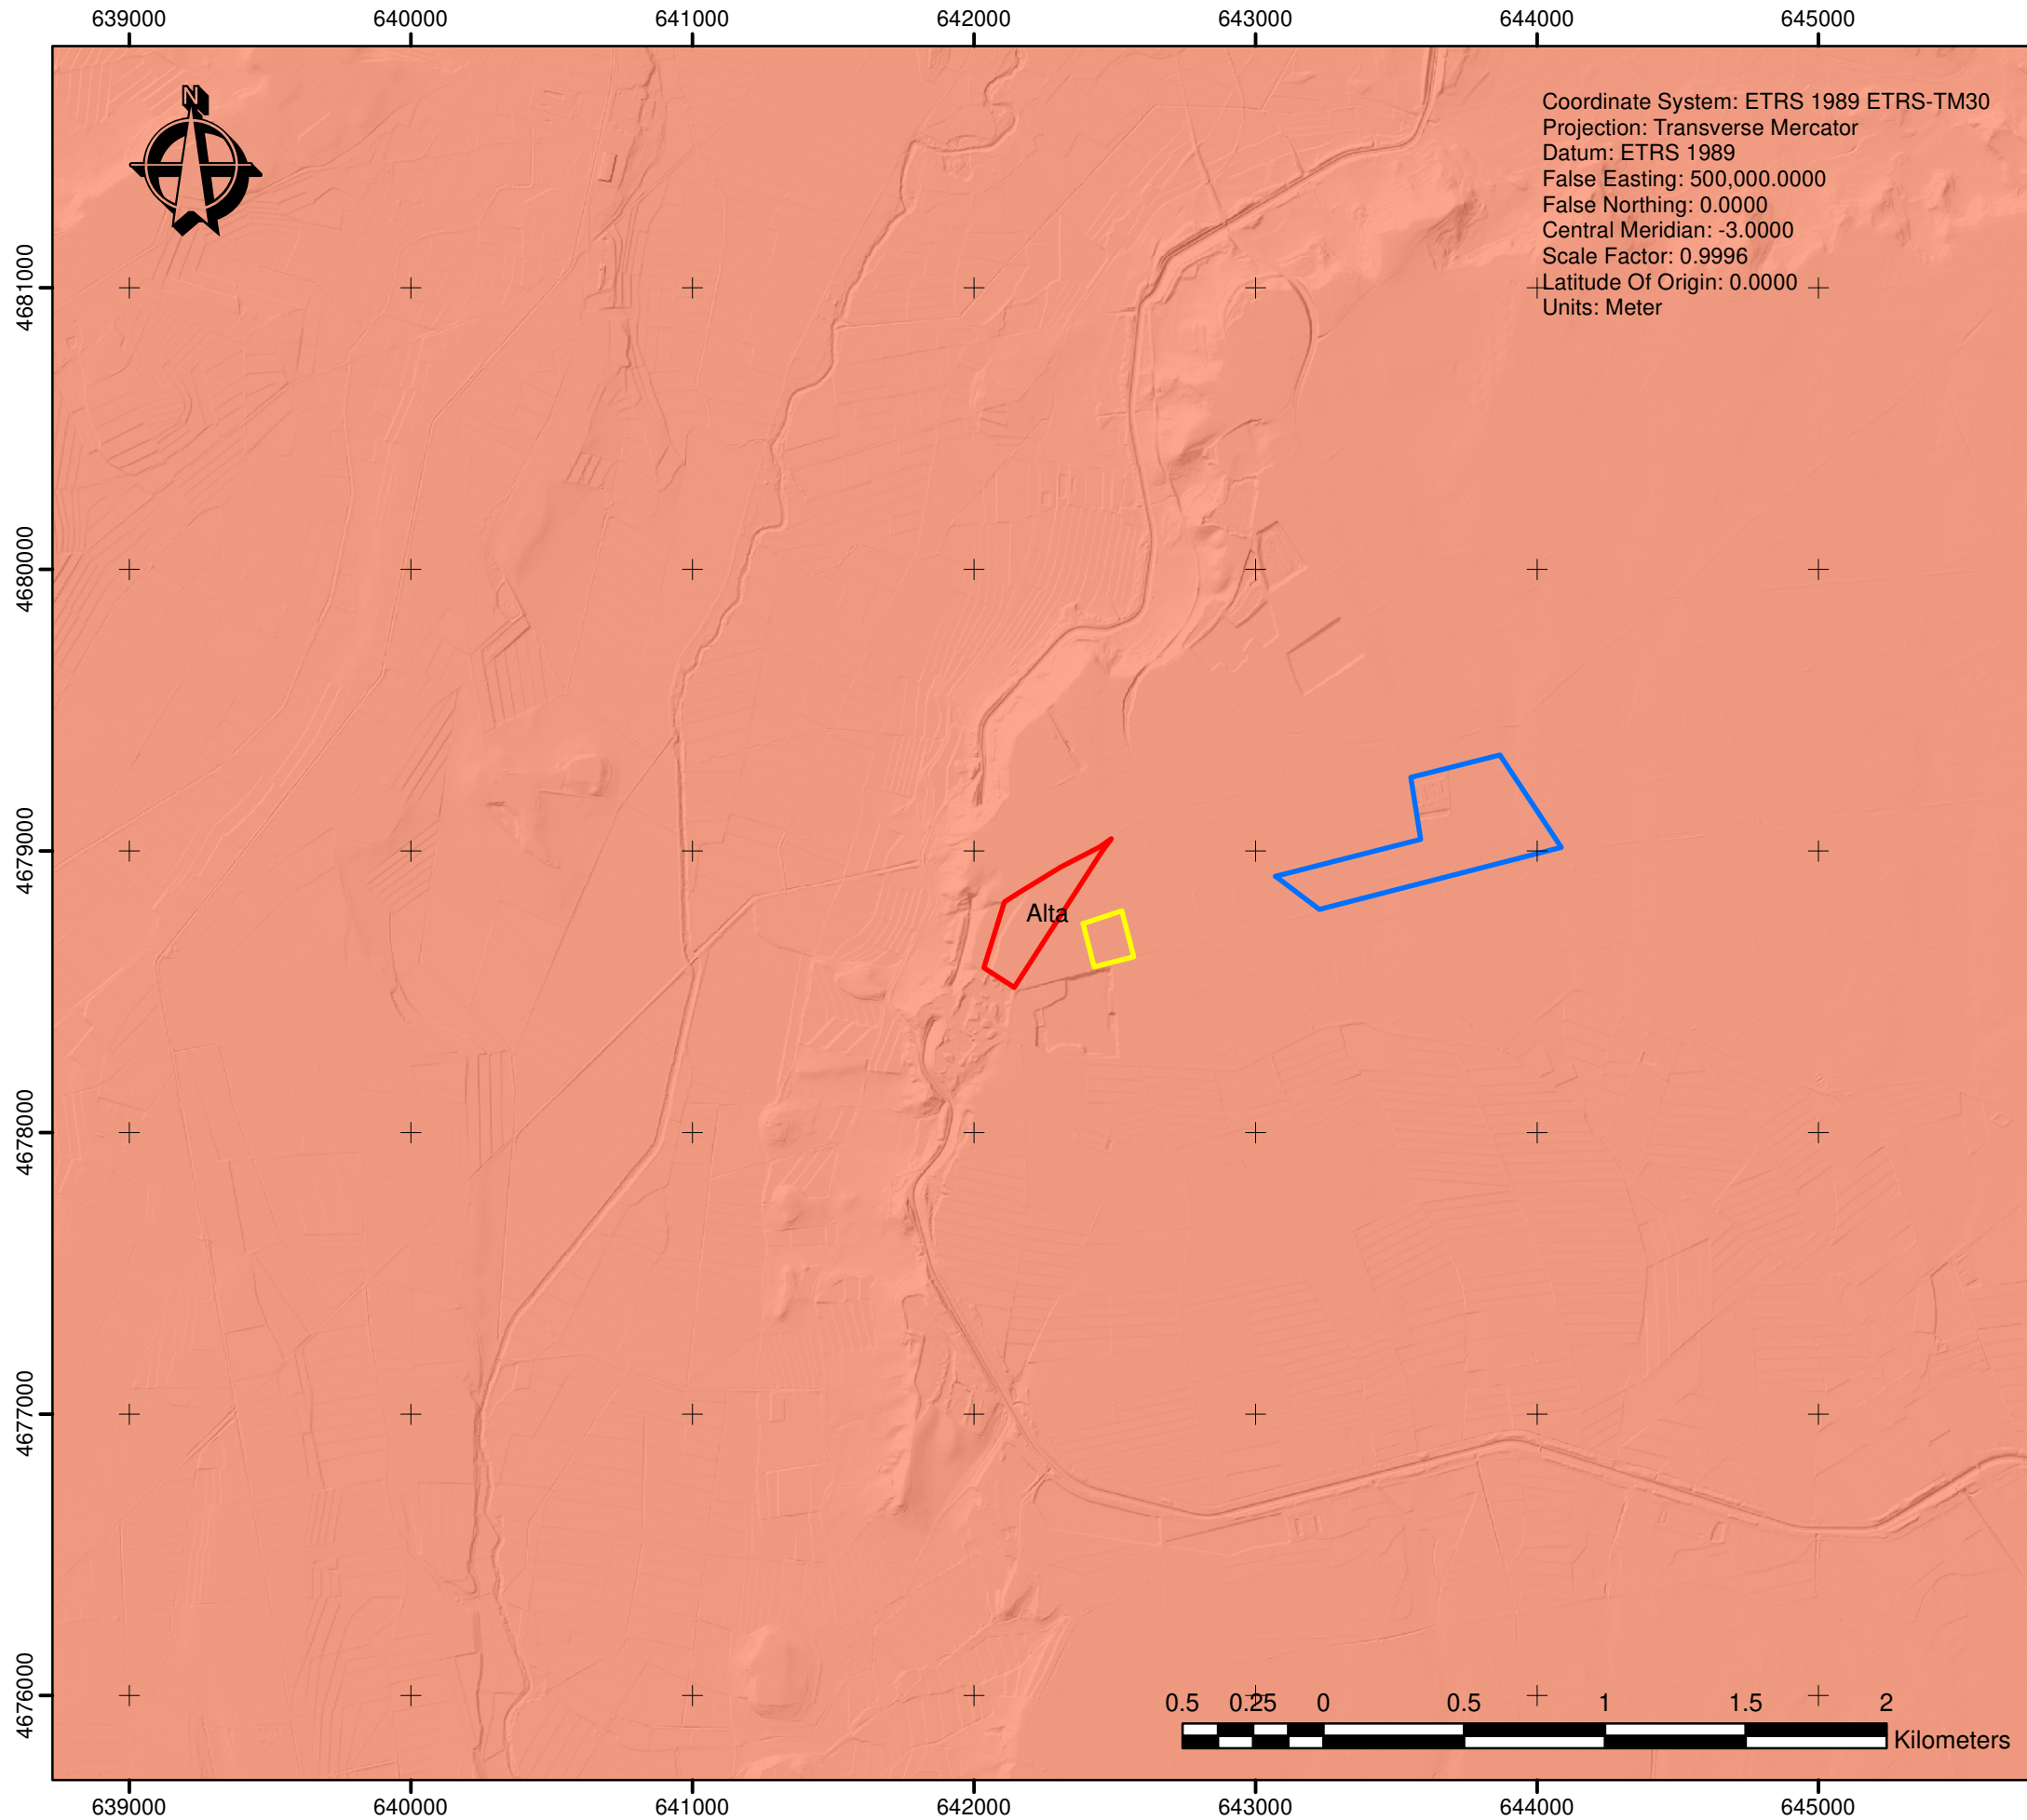 639000 640000 641000 642000 643000 644000 645000
N
Coordinate System: ETRS 1989 ETRS-TM30
Projection: Transverse Mercator
Datum: ETRS 1989
False Easting: 500,000.0000
False Northing: 0.0000
Central Meridian: -3.0000
Scale Factor: 0.9996
Latitude Of Origin: 0.0000
Units: Meter
4681000
4680000
4679000
Alta
4678000
4677000
4676000
0.5 0.25 0 0.5 1 1.5 2
Kilometers
639000 640000 641000 642000 643000 644000 645000